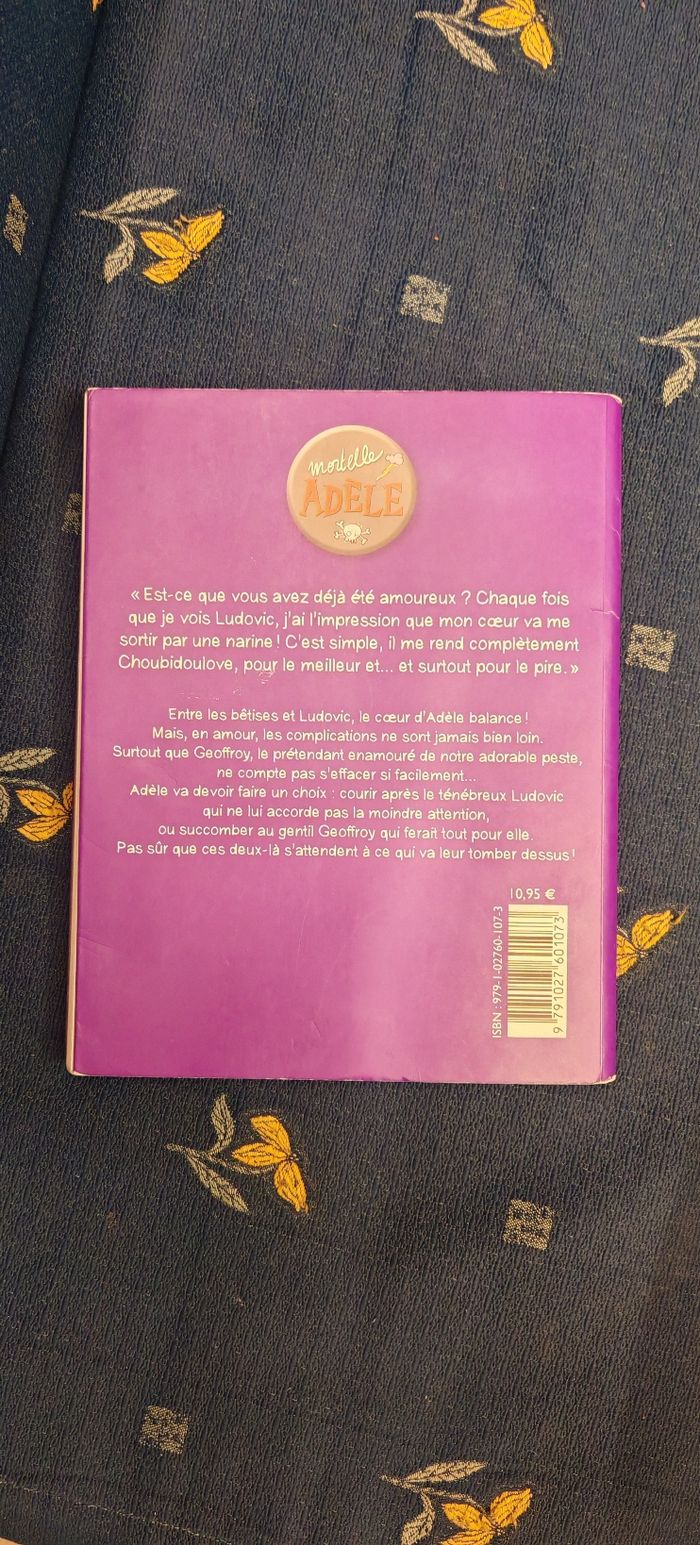 mortelle
ADÈLE
« Est-ce que vous avez déjà été amoureux ? Chaque fois
que je vois Ludovic, j'ai l'impression que mon cœur va me
sortir par une narine ! C'est simple, il me rend complètement
Choubidoulove, pour le meilleur et... et surtout pour le pire. »
Entre les bêtises et Ludovic, le cœur d'Adèle balance !
Mais, en amour, les complications ne sont jamais bien loin.
Surtout que Geoffroy, le prétendant enamouré de notre adorable peste,
ne compte pas s'effacer si facilement...
Adèle va devoir faire un choix : courir après le ténébreux Ludovic
qui ne lui accorde pas la moindre attention,
ou succomber au gentil Geoffroy qui ferait tout pour elle.
Pas sûr que ces deux-là s'attendent à ce qui va leur tomber dessus !
10,95 €
ISBN : 979-1-02760-107-3
9 791027 601073